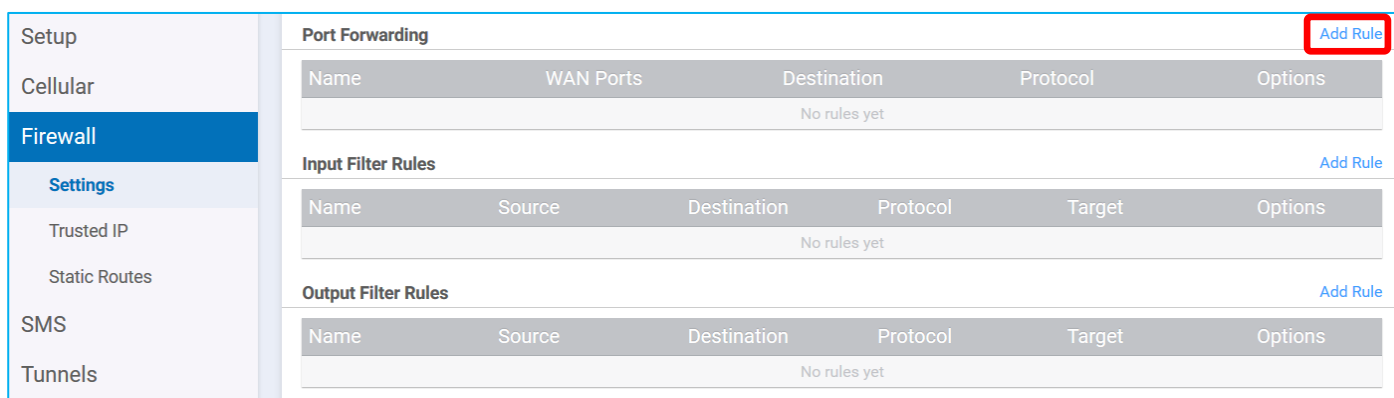 Setup
Cellular
Firewall
Settings
Trusted IP
Static Routes
SMS
Tunnels
Port Forwarding Add Rule
Name WAN Ports Destination Protocol Options
No rules yet
Input Filter Rules Add Rule
Name Source Destination Protocol Target Options
No rules yet
Output Filter Rules Add Rule
Name Source Destination Protocol Target Options
No rules yet